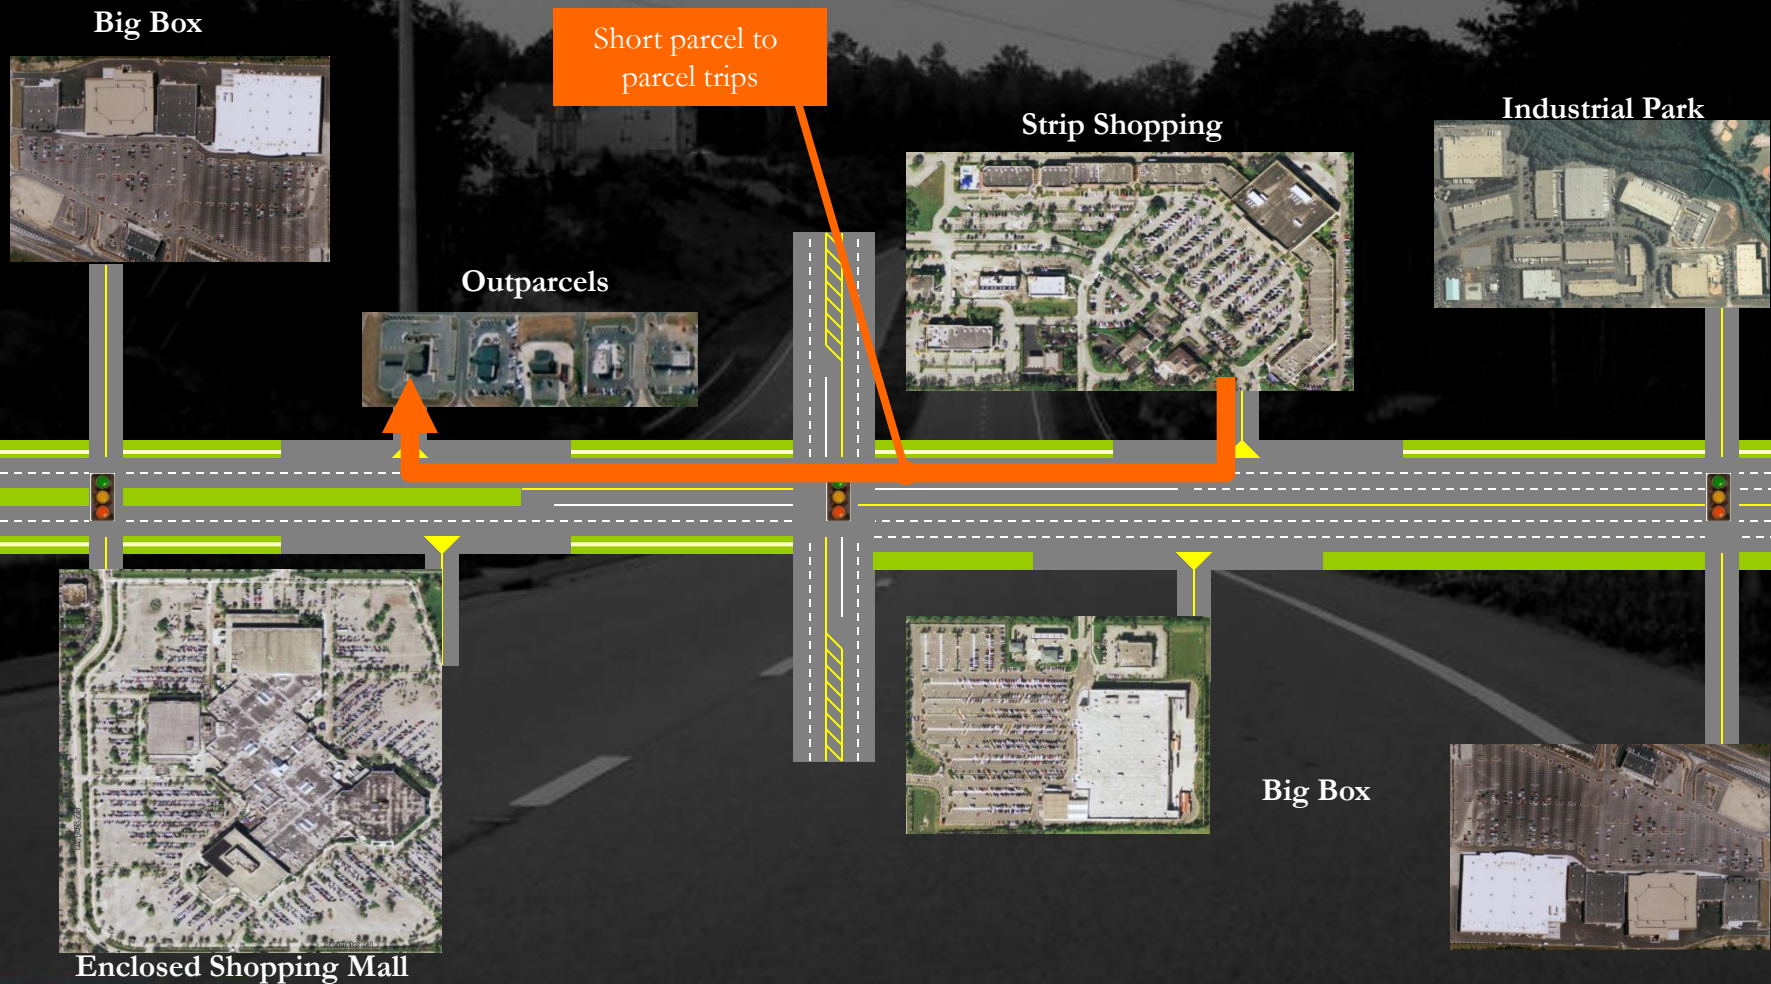 Big Box
Short parcel to
parcel trips
Strip Shopping
Industrial Park
Outparcels
Big Box
Enclosed Shopping Mall